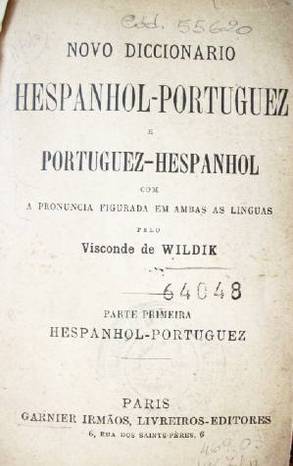 Cód. 55620
NOVO DICCIONARIO
HESPANHOL-PORTUGUEZ
E
PORTUGUEZ-HESPANHOL
COM
A PRONUNCIA FIGURADA EM AMBAS AS LINGUAS
PELO
Visconde de WILDIK
64048
PARTE PRIMEIRA
HESPANHOL-PORTUGUEZ
PARIS
GARNIER IRMÃOS, LIVREIROS-EDITORES
6, RUA DOS SAINTS-PÈRES, 6